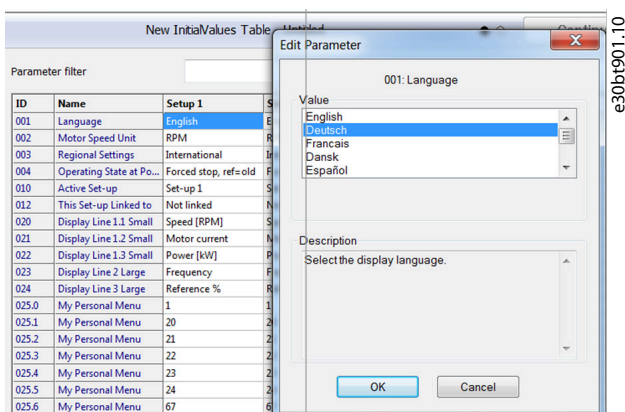 New InitialValues Table - Untitled
Parameter filter
ID Name Setup 1
001 Language English
002 Motor Speed Unit RPM
003 Regional Settings International
004 Operating State at Po... Forced stop, ref=old
010 Active Set-up Set-up 1
012 This Set-up Linked to Not linked
020 Display Line 1.1 Small Speed [RPM]
021 Display Line 1.2 Small Motor current
022 Display Line 1.3 Small Power [kW]
023 Display Line 2 Large Frequency
024 Display Line 3 Large Reference %
025.0 My Personal Menu 1
025.1 My Personal Menu 20
025.2 My Personal Menu 21
025.3 My Personal Menu 22
025.4 My Personal Menu 23
025.5 My Personal Menu 24
025.6 My Personal Menu 67
Edit Parameter
001: Language
Value
English
Deutsch
Francais
Dansk
Español
Description
Select the display language.
OK Cancel
e30bt901.10